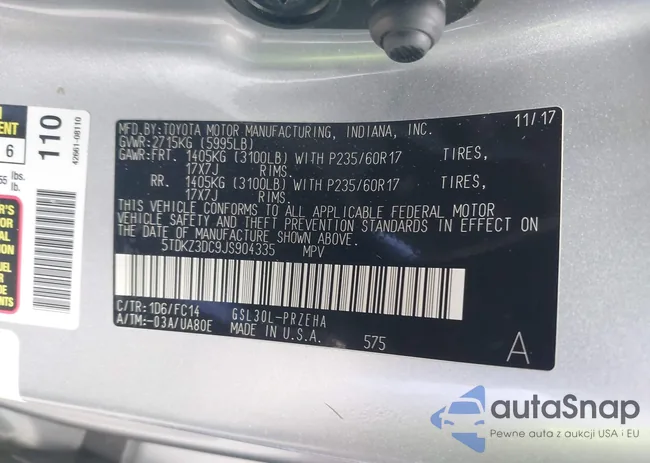 MFD.BY:TOYOTA MOTOR MANUFACTURING, INDIANA, INC. 11/17
GVWR:2715KG (5995LB)
GAWR:FRT. 1405KG (3100LB) WITH P235/60R17 TIRES,
17X7J RIMS.
RR. 1405KG (3100LB) WITH P235/60R17 TIRES,
17X7J RIMS.
THIS VEHICLE CONFORMS TO ALL APPLICABLE FEDERAL MOTOR
VEHICLE SAFETY AND THEFT PREVENTION STANDARDS IN EFFECT ON
THE DATE OF MANUFACTURE SHOWN ABOVE.
5TDKZ3DC9JS904335 MPV
C/TR:1D6/FC14 GSL30L-PRZEHA
A/TM:-03A/UA80E MADE IN U.S.A. 575 A
110
42661-08110
6
lbs.
lb.
autaSnap
Pewne auta z aukcji USA i EU